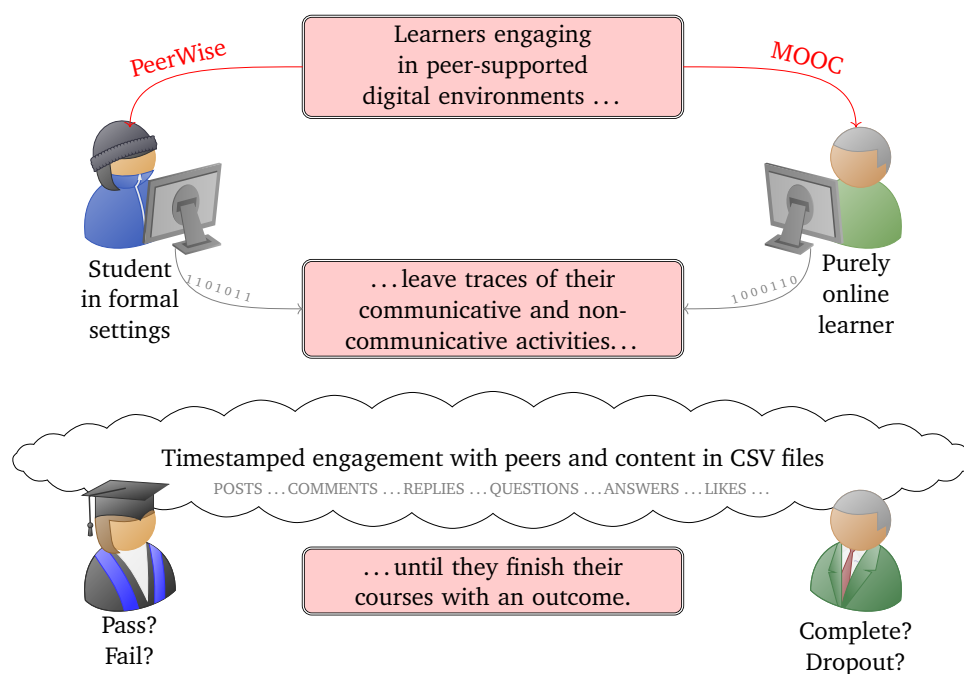 PeerWise
Learners engaging
in peer-supported
digital environments …
MOOC
Student
in formal
settings
1101011
…leave traces of their
communicative and non-
communicative activities…
1000110
Purely
online
learner
Timestamped engagement with peers and content in CSV files
POSTS …COMMENTS …REPLIES …QUESTIONS …ANSWERS …LIKES …
…until they finish their
courses with an outcome.
Pass?
Fail?
Complete?
Dropout?